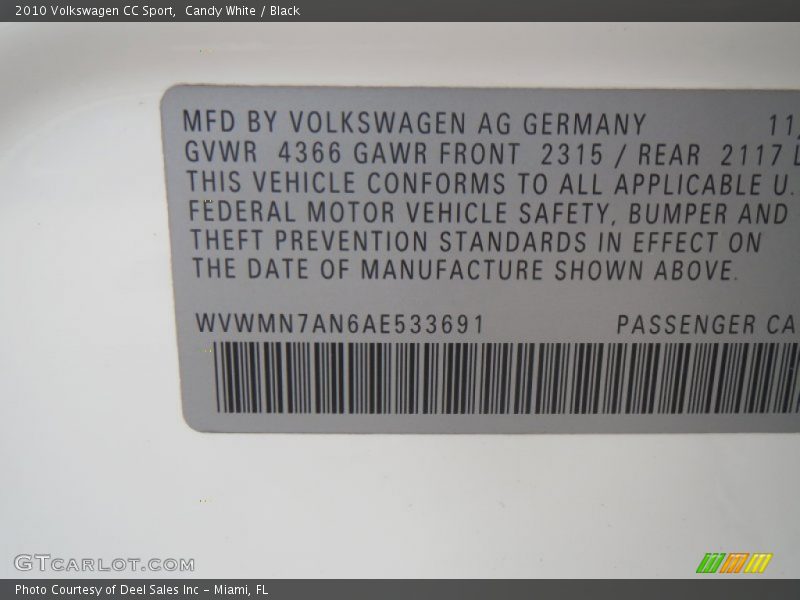 2010 Volkswagen CC Sport, Candy White / Black
MFD BY VOLKSWAGEN AG GERMANY 11/
GVWR 4366 GAWR FRONT 2315 / REAR 2117 L
THIS VEHICLE CONFORMS TO ALL APPLICABLE U.
FEDERAL MOTOR VEHICLE SAFETY, BUMPER AND
THEFT PREVENTION STANDARDS IN EFFECT ON
THE DATE OF MANUFACTURE SHOWN ABOVE.
WVWMN7AN6AE533691 PASSENGER CA
GTCARLOT.COM
Photo Courtesy of Deel Sales Inc - Miami, FL